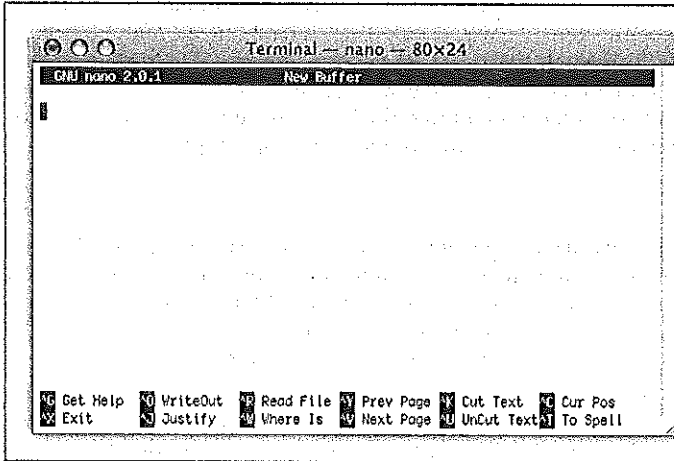 Terminal — nano — 80×24
GNU nano 2.0.1 New Buffer
^G Get Help ^O WriteOut ^R Read File ^Y Prev Page ^K Cut Text ^C Cur Pos
^X Exit ^J Justify ^W Where Is ^V Next Page ^U UnCut Text ^T To Spell